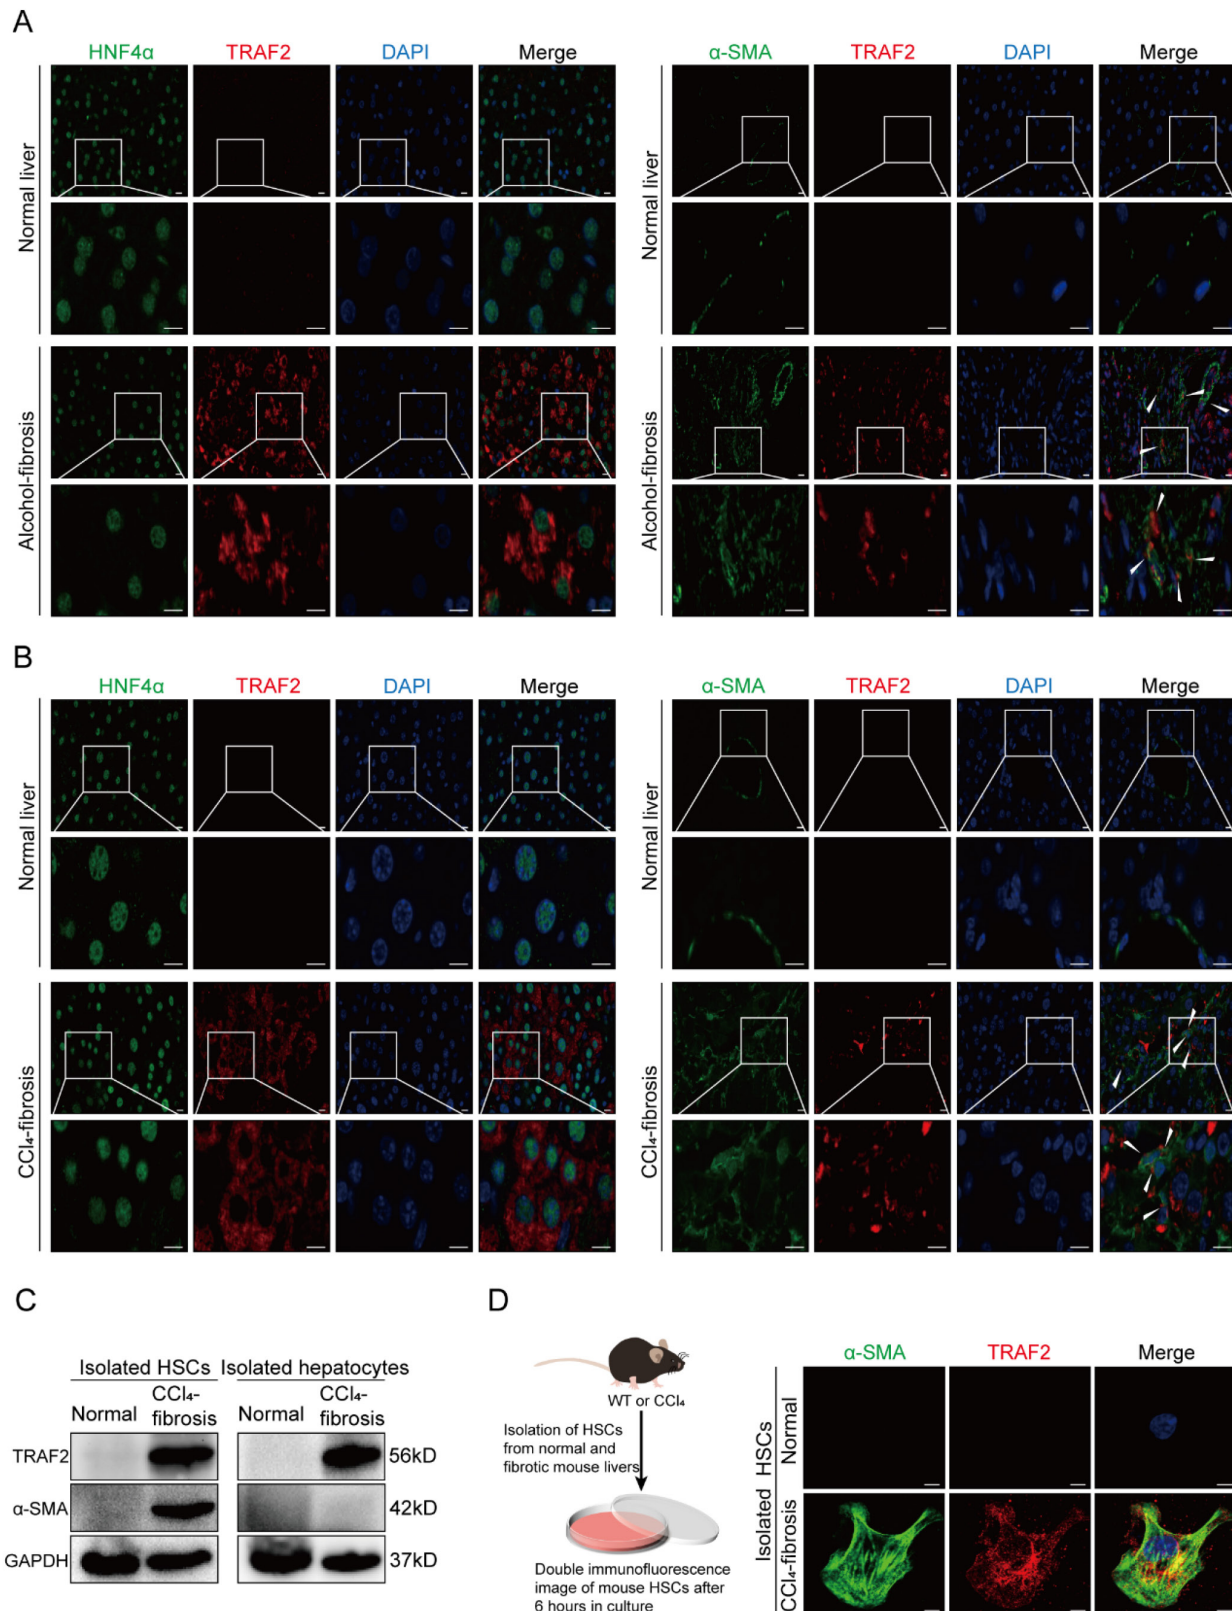 A
HNF4α TRAF2 DAPI Merge
α-SMA TRAF2 DAPI Merge
Normal liver
Normal liver
Alcohol-fibrosis
Alcohol-fibrosis
B
HNF4α TRAF2 DAPI Merge
α-SMA TRAF2 DAPI Merge
Normal liver
Normal liver
CCl₄-fibrosis
CCl₄-fibrosis
C
Isolated HSCs Isolated hepatocytes
Normal CCl₄-fibrosis Normal CCl₄-fibrosis
TRAF2 56kD
α-SMA 42kD
GAPDH 37kD
D
WT or CCl₄
Isolation of HSCs
from normal and
fibrotic mouse livers
Double immunofluorescence
image of mouse HSCs after
6 hours in culture
α-SMA TRAF2 Merge
Isolated HSCs
Normal
CCl₄-fibrosis